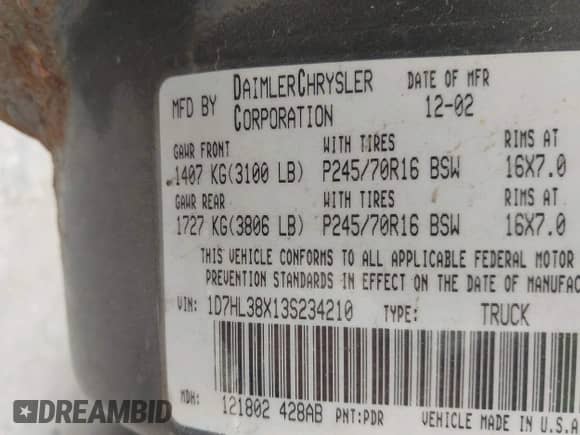 MFD BY DAIMLERCHRYSLER CORPORATION DATE OF MFR 12-02
GAWR FRONT WITH TIRES RIMS AT
1407 KG(3100 LB) P245/70R16 BSW 16X7.0
GAWR REAR WITH TIRES RIMS AT
1727 KG(3806 LB) P245/70R16 BSW 16X7.0
THIS VEHICLE CONFORMS TO ALL APPLICABLE FEDERAL MOTOR
PREVENTION STANDARDS IN EFFECT ON THE DATE OF MANUFAC
VIN: 1D7HL38X13S234210 TYPE: TRUCK
MDH: 121802 428AB PNT:PDR VEHICLE MADE IN U.S.A
DREAMBID